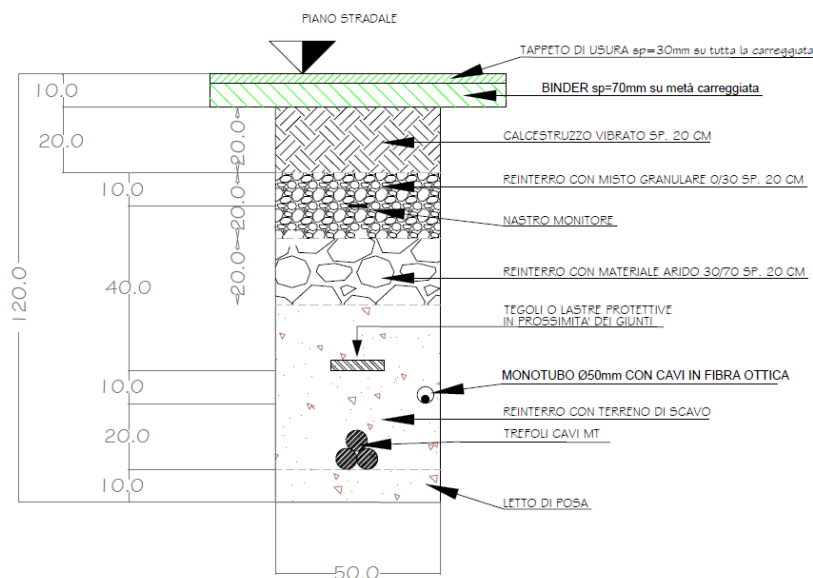 PIANO STRADALE
TAPPETO DI USURA sp=30mm su tutta la carreggiata
10.0
BINDER sp=70mm su metà carreggiata
20.0
20.0
CALCESTRUZZO VIBRATO SP. 20 CM
10.0
20.0
REINTERRO CON MISTO GRANULARE 0/30 SP. 20 CM
NASTRO MONITORE
120.0
40.0
20.0
REINTERRO CON MATERIALE ARIDO 30/70 SP. 20 CM
TEGOLI O LASTRE PROTETTIVE
IN PROSSIMITA' DEI GIUNTI
10.0
MONOTUBO Ø50mm CON CAVI IN FIBRA OTTICA
REINTERRO CON TERRENO DI SCAVO
20.0
TREFOLI CAVI MT
10.0
LETTO DI POSA
50.0